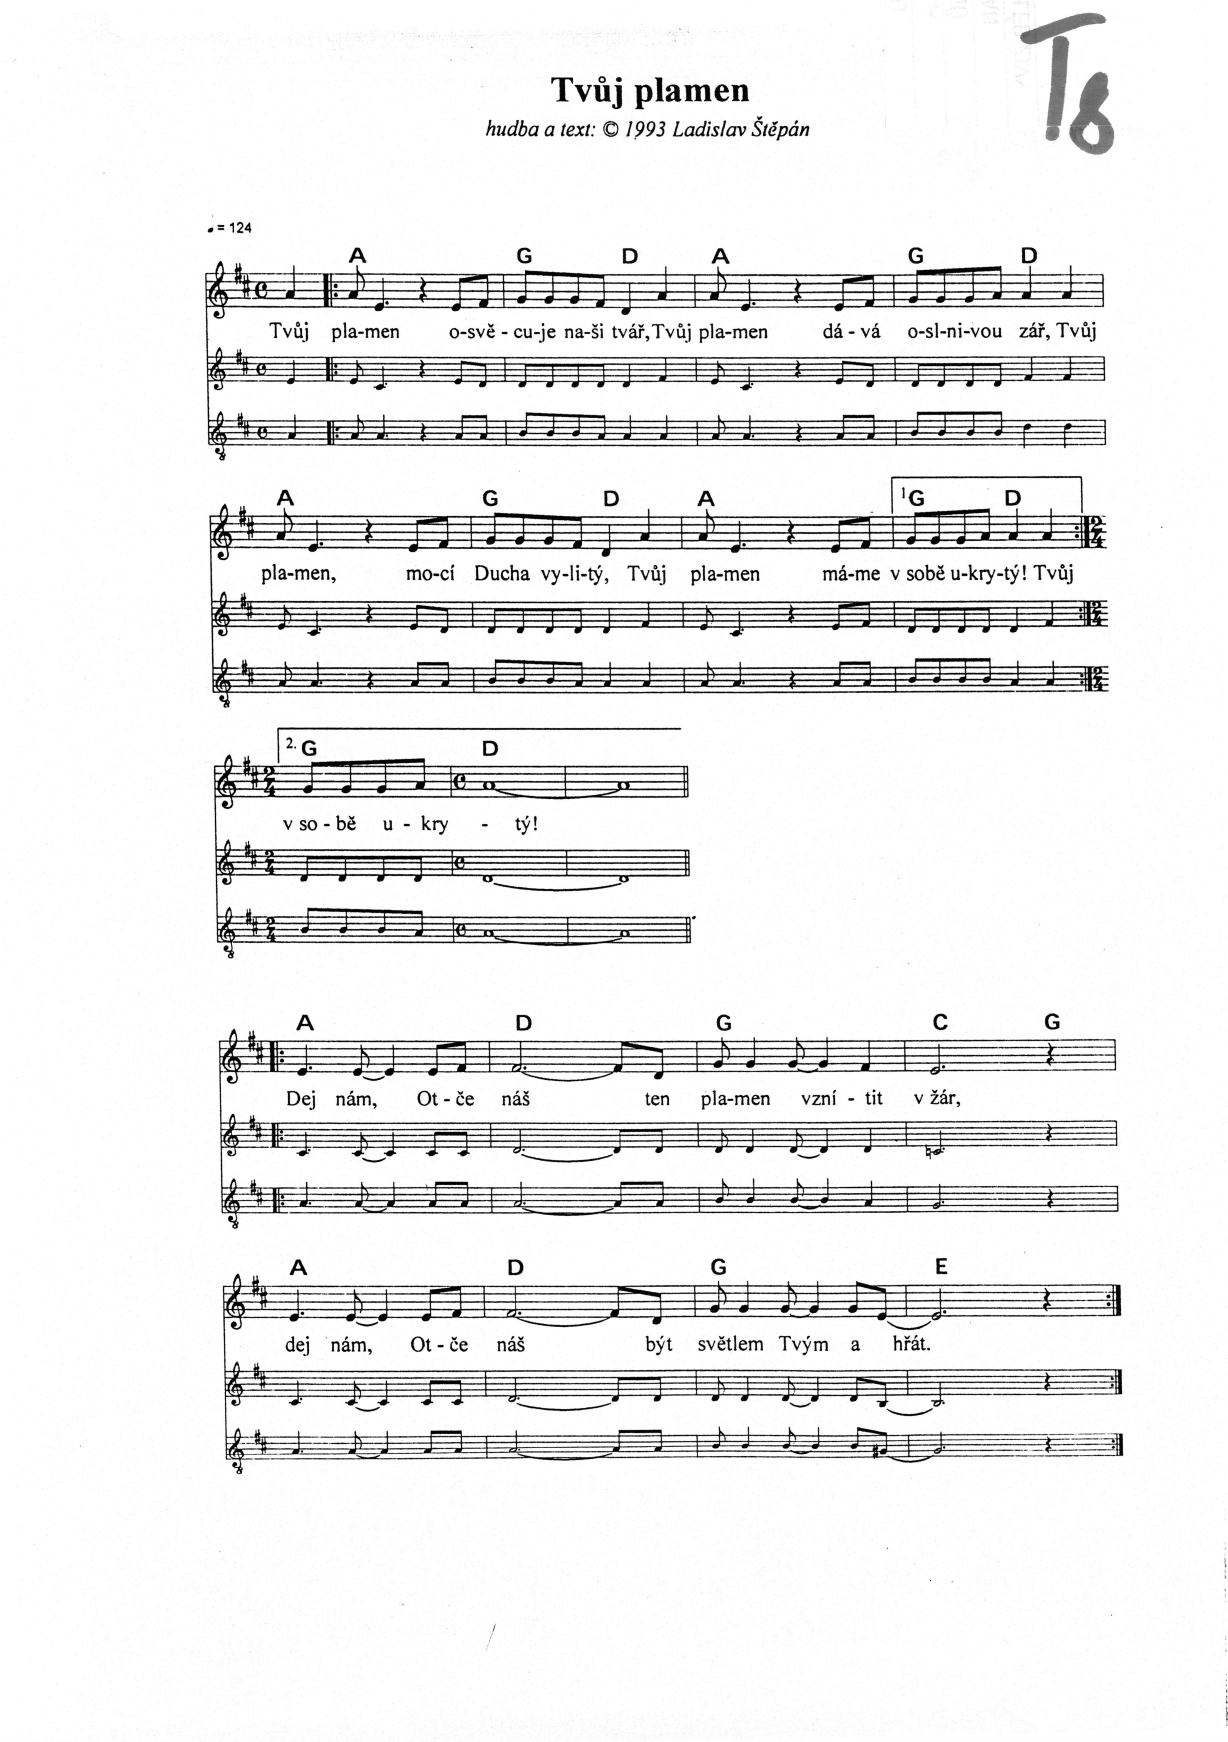 T8
Tvůj plamen
hudba a text: © 1993 Ladislav Štěpán
= 124
A G D A G D
Tvůj pla-men o-svě - cu-je na-ši tvář, Tvůj pla-men dá - vá o-sl-ni-vou zář, Tvůj
A G D A 1 G D
pla-men, mo-cí Ducha vy-li-tý, Tvůj pla-men má-me v sobě u-kry-tý! Tvůj
2. G D
v so - bě u - kry - tý!
A D G C G
Dej nám, Ot - če náš ten pla-men vzní - tit v žár,
A D G E
dej nám, Ot - če náš být světlem Tvým a hřát.